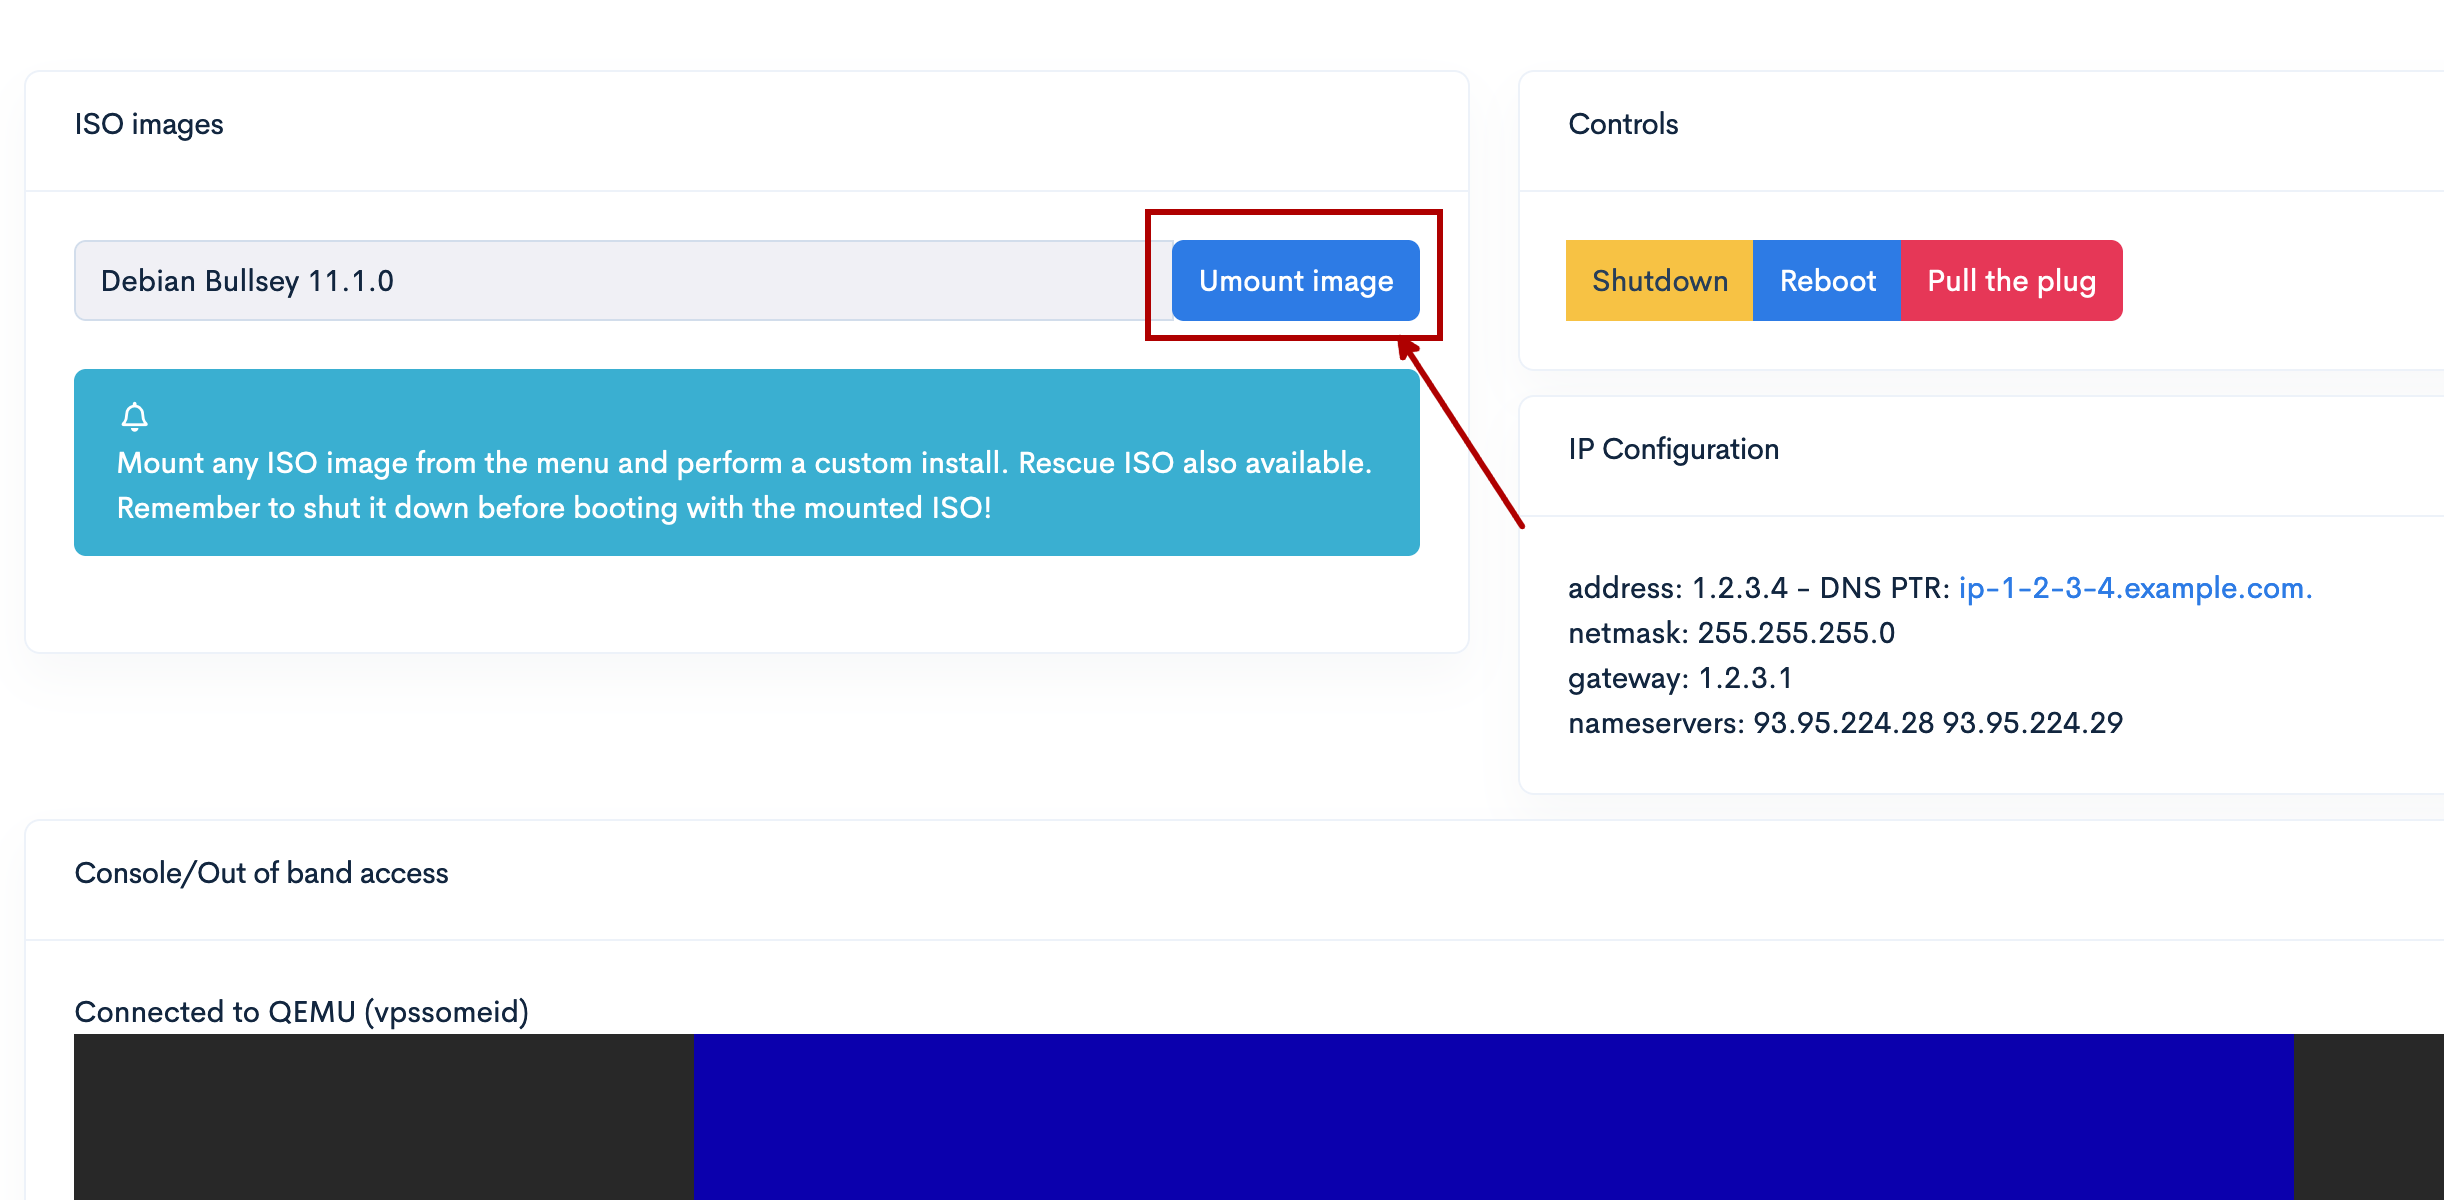 ISO images
Debian Bullsey 11.1.0
Umount image
Mount any ISO image from the menu and perform a custom install. Rescue ISO also available.
Remember to shut it down before booting with the mounted ISO!
Controls
Shutdown
Reboot
Pull the plug
IP Configuration
address: 1.2.3.4 - DNS PTR: ip-1-2-3-4.example.com.
netmask: 255.255.255.0
gateway: 1.2.3.1
nameservers: 93.95.224.28 93.95.224.29
Console/Out of band access
Connected to QEMU (vpssomeid)